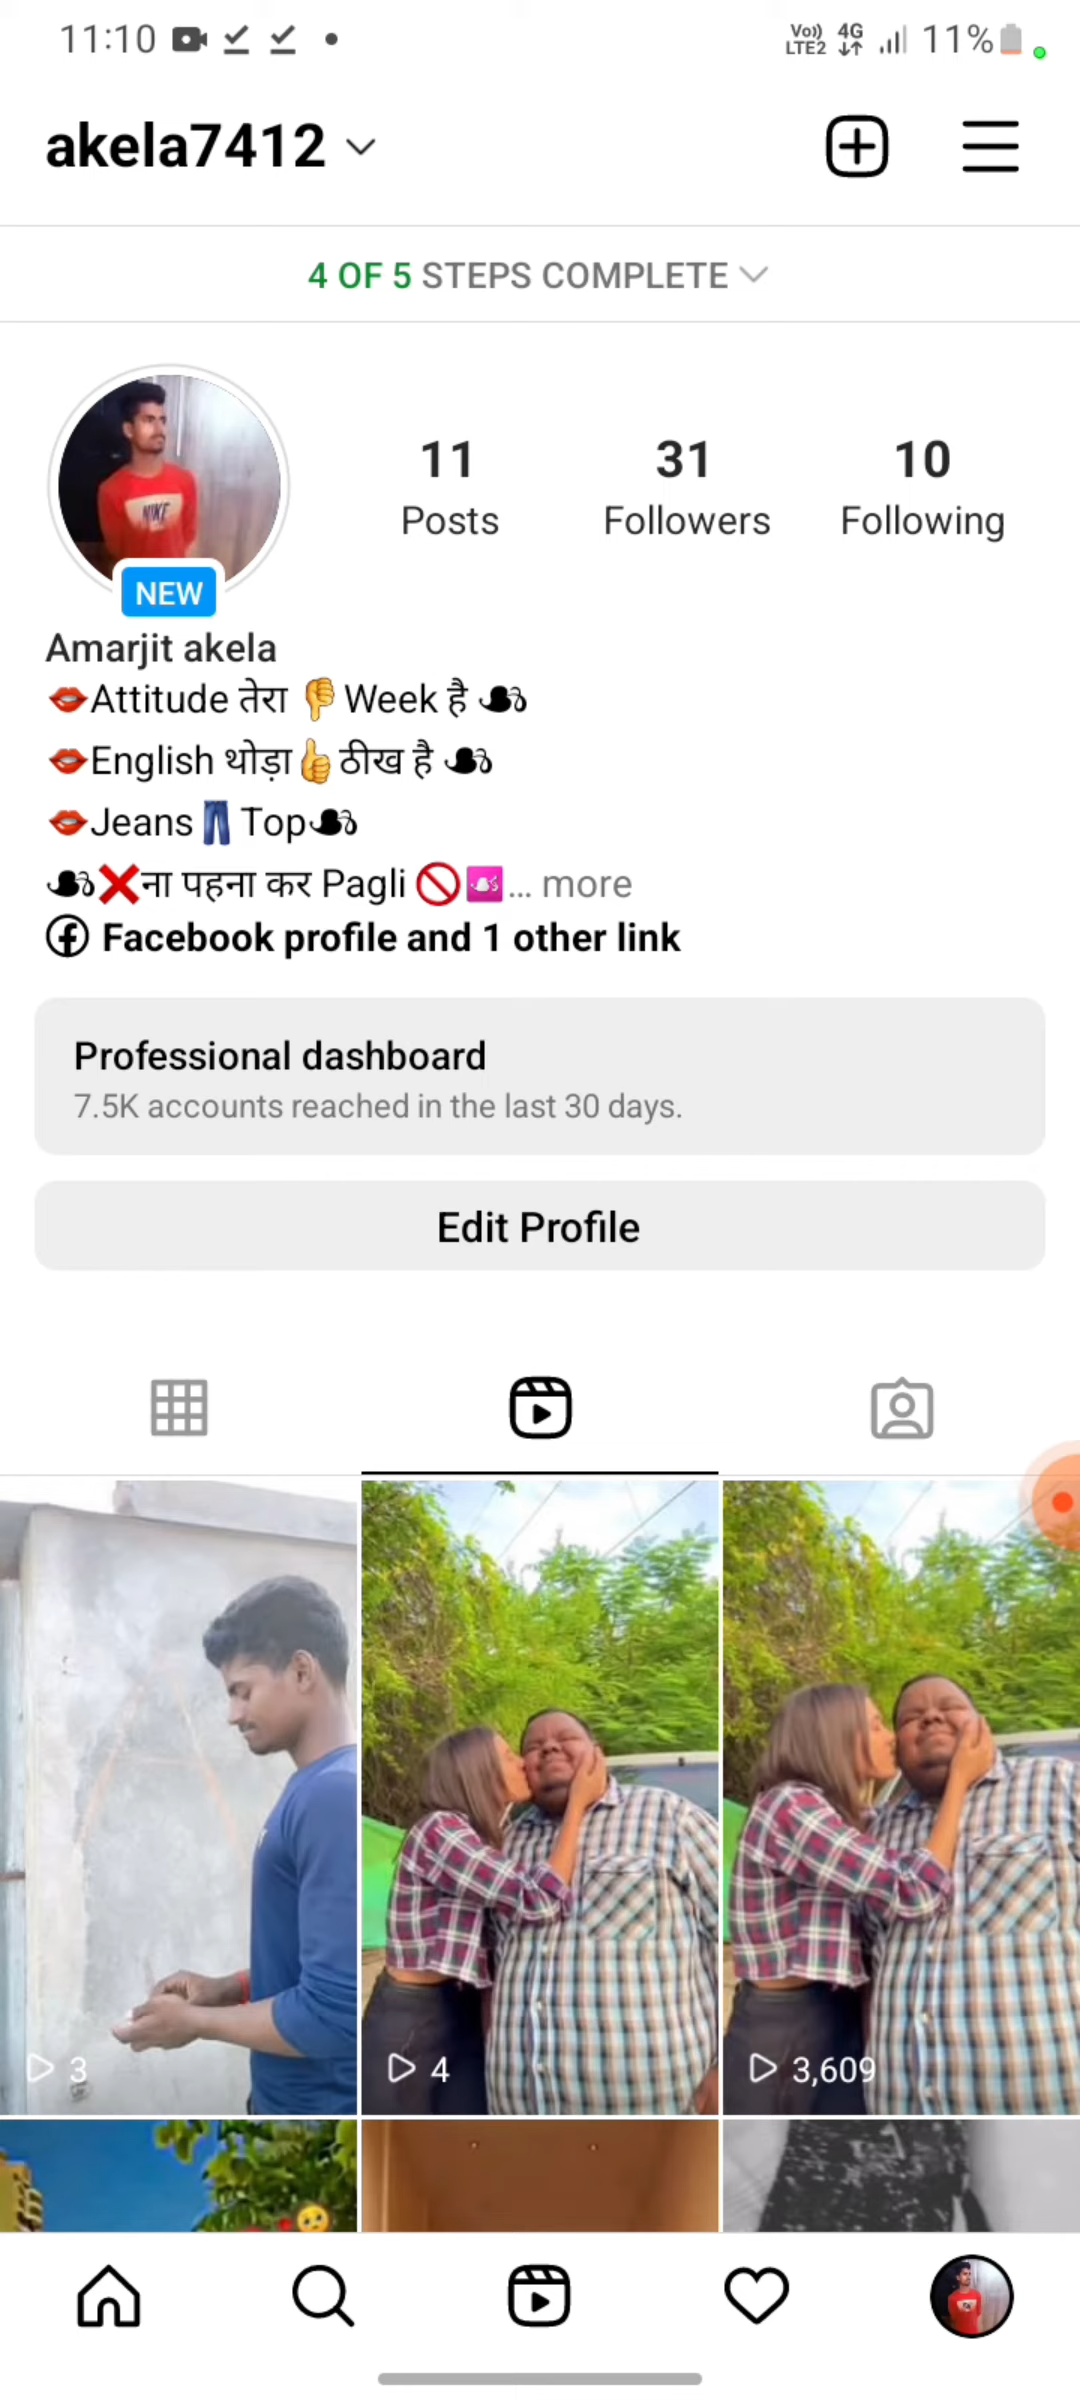 11:10 Vo)) LTE2 4G 11%
akela7412
4 OF 5 STEPS COMPLETE
11 31 10
Posts Followers Following
NIKE
NEW
Amarjit akela
👄Attitude तेरा 👎Week है
👄English थोड़ा👍ठीख है
👄Jeans👖Top
❌ना पहना कर Pagli 🚫... more
Facebook profile and 1 other link
Professional dashboard
7.5K accounts reached in the last 30 days.
Edit Profile
3 4 3,609